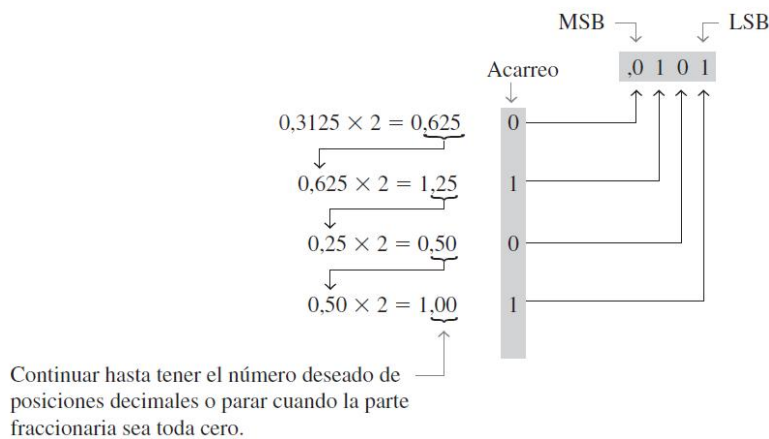 MSB LSB
Acarreo ,0 1 0 1
0,3125 × 2 = 0,625 0
0,625 × 2 = 1,25 1
0,25 × 2 = 0,50 0
0,50 × 2 = 1,00 1
Continuar hasta tener el número deseado de
posiciones decimales o parar cuando la parte
fraccionaria sea toda cero.